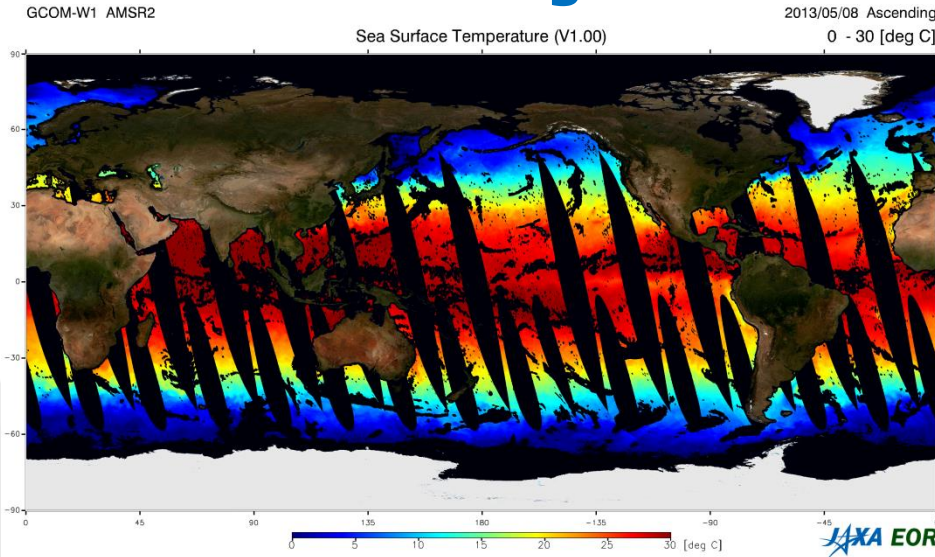 GCOM-W1 AMSR2
2013/05/08 Ascending
Sea Surface Temperature (V1.00)
0 - 30 [deg C]
90
60
30
0
-30
-60
-90
0 45 90 135 180 -135 -90 -45
0 5 10 15 20 25 30 [deg C]
JAXA EOR